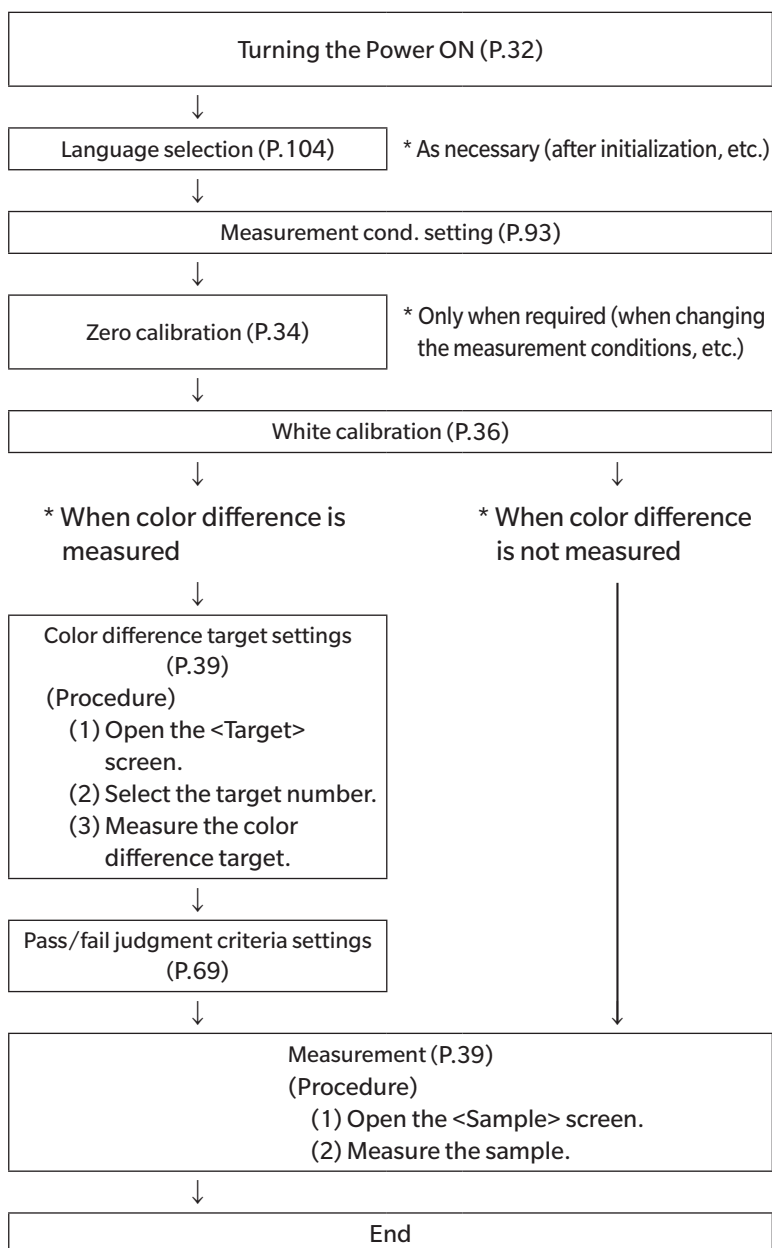 Turning the Power ON (P.32)
↓
Language selection (P.104)
* As necessary (after initialization, etc.)
↓
Measurement cond. setting (P.93)
↓
Zero calibration (P.34)
* Only when required (when changing
the measurement conditions, etc.)
↓
White calibration (P.36)
↓
↓
* When color difference is
measured
* When color difference
is not measured
↓
Color difference target settings
(P.39)
(Procedure)
(1) Open the <Target>
screen.
(2) Select the target number.
(3) Measure the color
difference target.
↓
Pass/fail judgment criteria settings
(P.69)
↓
Measurement (P.39)
(Procedure)
(1) Open the <Sample> screen.
(2) Measure the sample.
↓
End